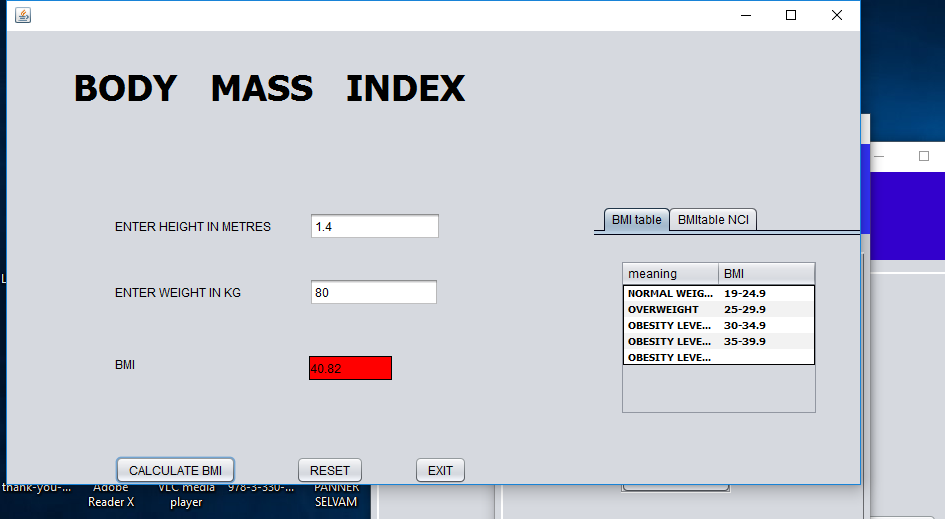 BODY MASS INDEX
ENTER HEIGHT IN METRES 1.4
BMI table BMItable NCI
meaning BMI
ENTER WEIGHT IN KG 80
NORMAL WEIG... 19-24.9
OVERWEIGHT 25-29.9
OBESITY LEVE... 30-34.9
OBESITY LEVE... 35-39.9
OBESITY LEVE...
BMI 40.82
CALCULATE BMI RESET EXIT
thank-you-... Adobe Reader X VLC media player 978-3-330-... PANNER SELVAM